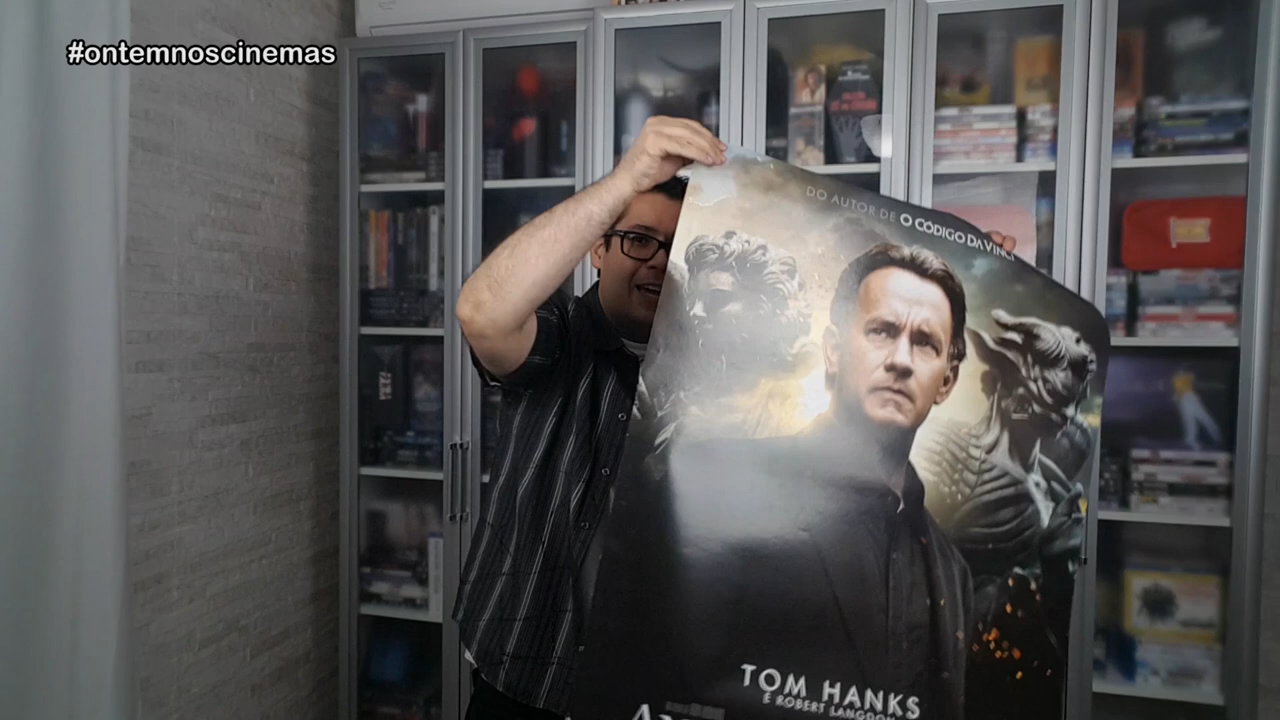 #ontemnoscinemas
DO AUTOR DE O CÓDIGO DA VINCI
TOM HANKS
É ROBERT LANGDON